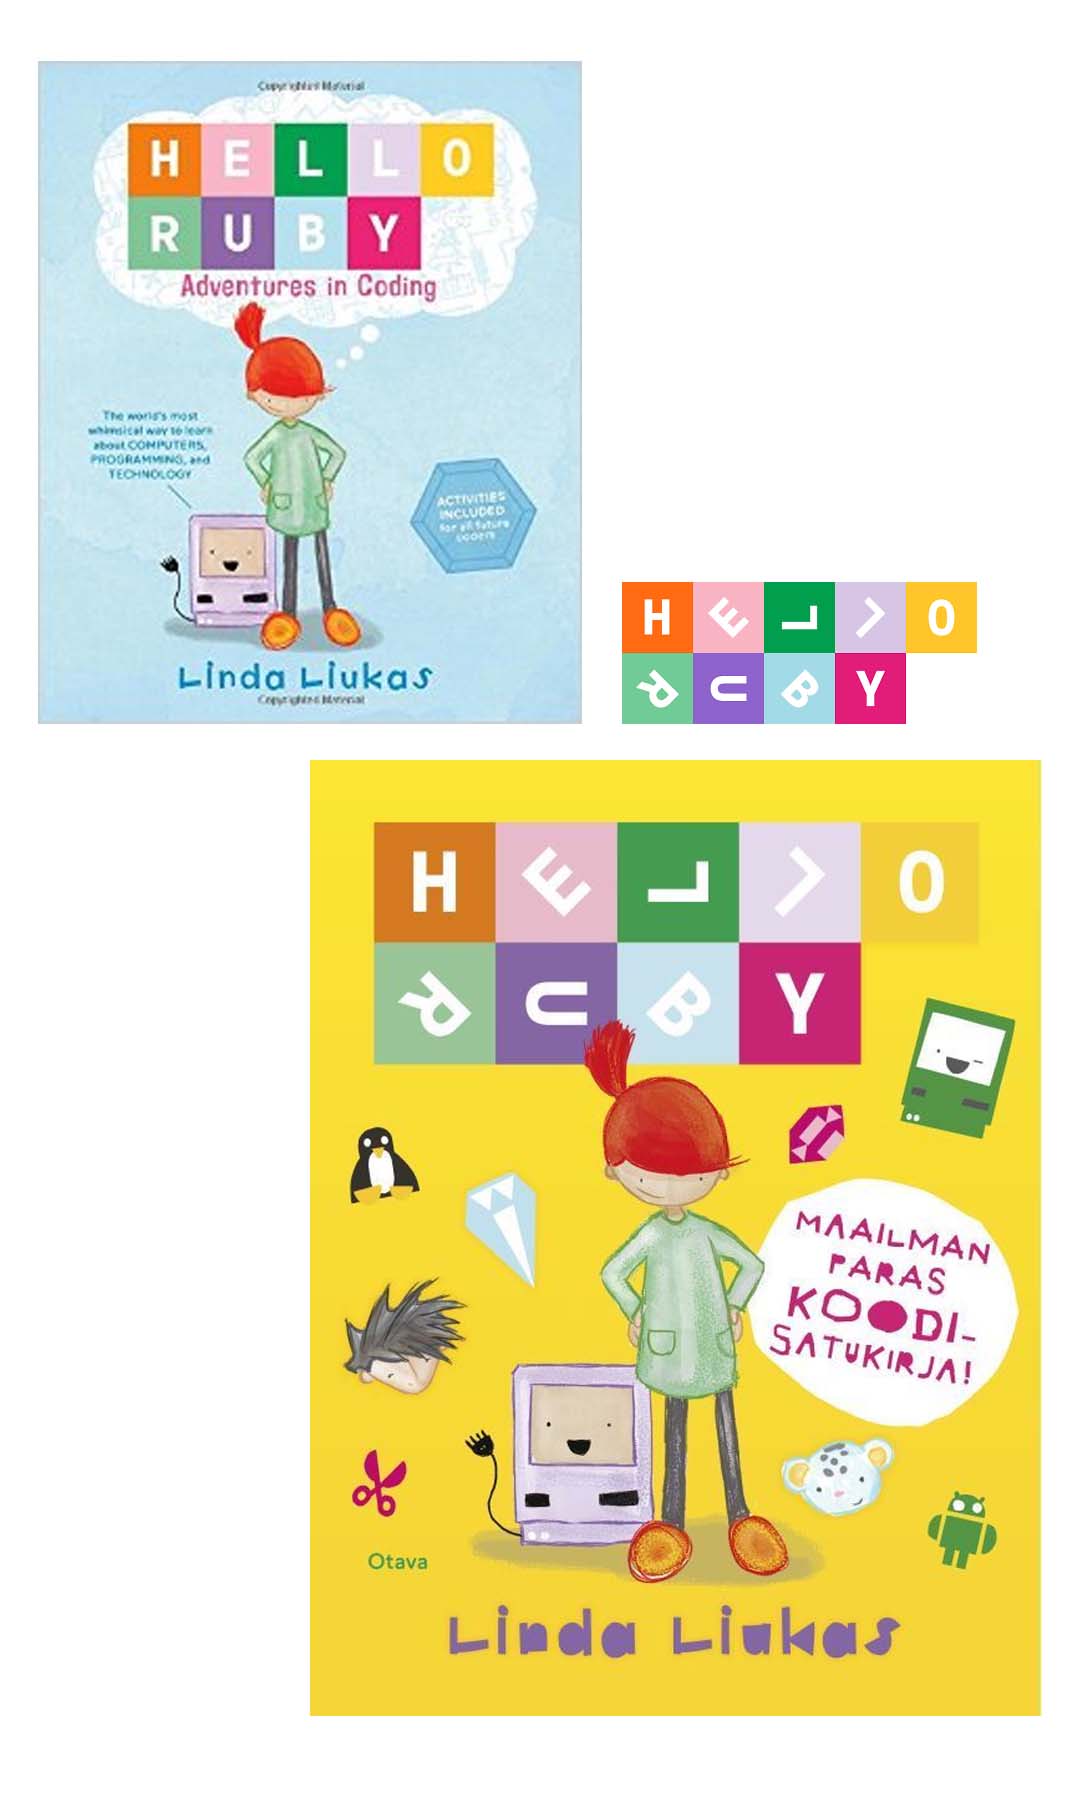 Copyrighted Material
HELLO
RUBY
Adventures in Coding
The world's most
whimsical way to learn
about COMPUTERS,
PROGRAMMING, and
TECHNOLOGY
ACTIVITIES
INCLUDED
for all future
coders
Linda Liukas
Copyrighted Material
HELLO
RUBY
HELLO
RUBY
MAAILMAN
PARAS
KOODI-
SATUKIRJA!
Otava
Linda Liukas